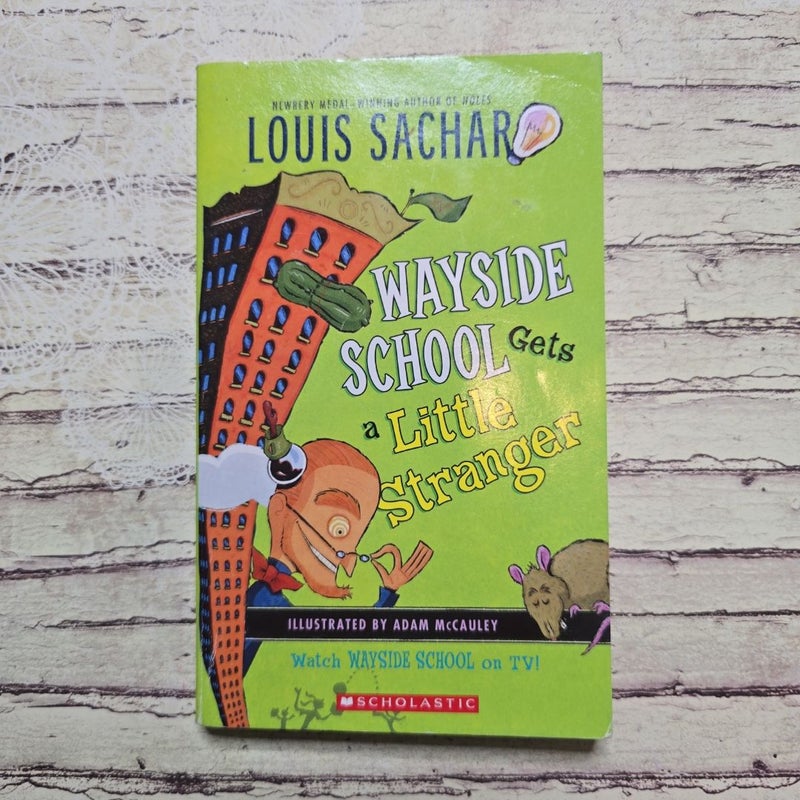 NEWBERY MEDAL-WINNING AUTHOR OF HOLES
LOUIS SACHAR
WAYSIDE
SCHOOL Gets
a Little
Stranger
ILLUSTRATED BY ADAM McCAULEY
Watch WAYSIDE SCHOOL on TV!
SCHOLASTIC